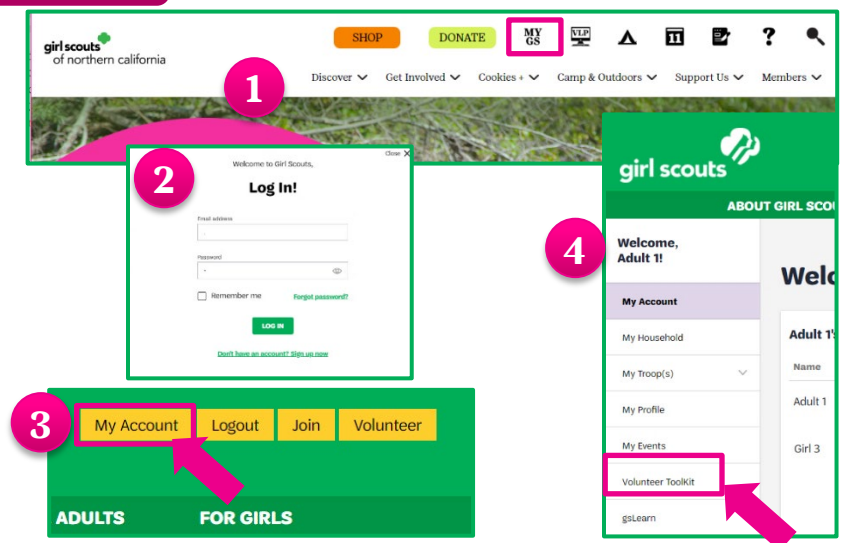 SHOP DONATE MY GS VLP 11 ?
girl scouts
of northern california
Discover Get Involved Cookies + Camp & Outdoors Support Us Members
1
2
Close X
Welcome to Girl Scouts,
Log In!
Email address
Password
Remember me Forgot password?
LOG IN
Don't have an account? Sign up now
3
My Account Logout Join Volunteer
ADULTS FOR GIRLS
4
girl scouts
ABOUT GIRL SCOU
Welcome,
Adult 1!
My Account
My Household
My Troop(s)
My Profile
My Events
Volunteer ToolKit
gsLearn
Welc
Adult 1's
Name
Adult 1
Girl 3